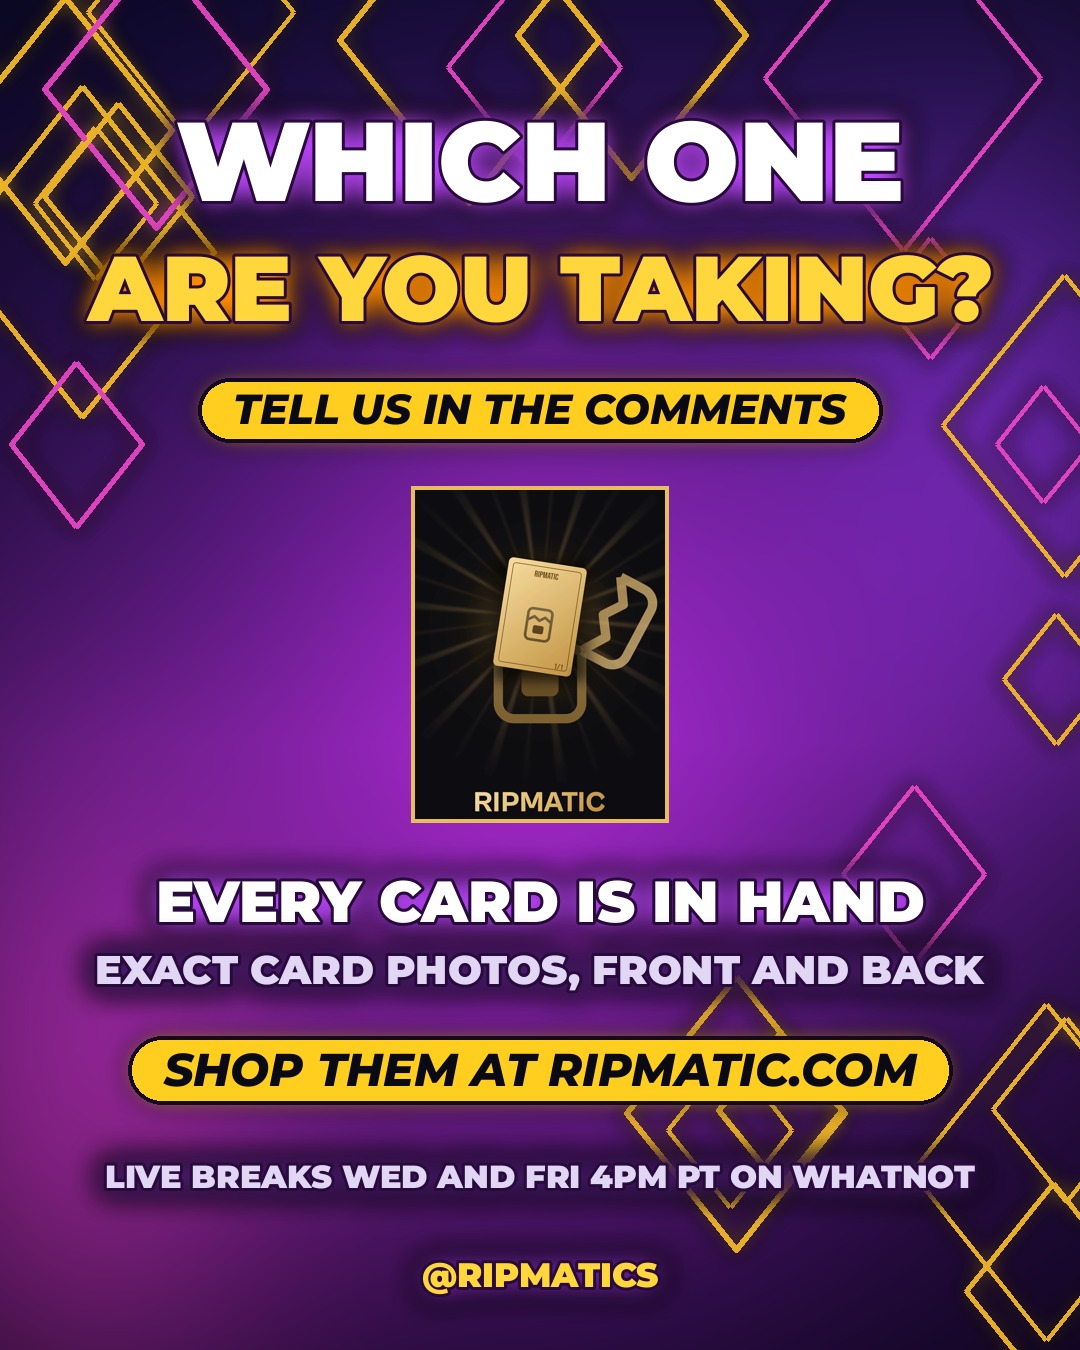 WHICH ONE
ARE YOU TAKING?
TELL US IN THE COMMENTS
RIPMATIC
1/1
RIPMATIC
EVERY CARD IS IN HAND
EXACT CARD PHOTOS, FRONT AND BACK
SHOP THEM AT RIPMATIC.COM
LIVE BREAKS WED AND FRI 4PM PT ON WHATNOT
@RIPMATICS